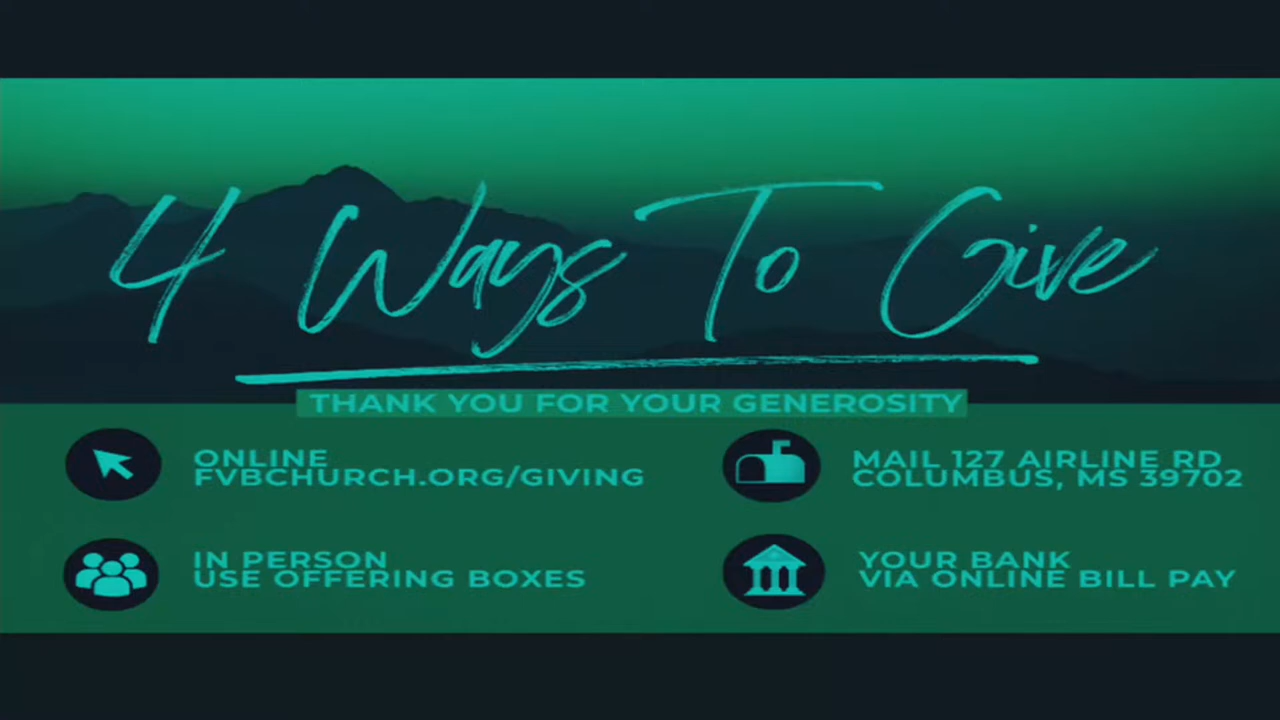 4 Ways To Give
THANK YOU FOR YOUR GENEROSITY
ONLINE
FVBCHURCH.ORG/GIVING
MAIL 127 AIRLINE RD
COLUMBUS, MS 39702
IN PERSON
USE OFFERING BOXES
YOUR BANK
VIA ONLINE BILL PAY